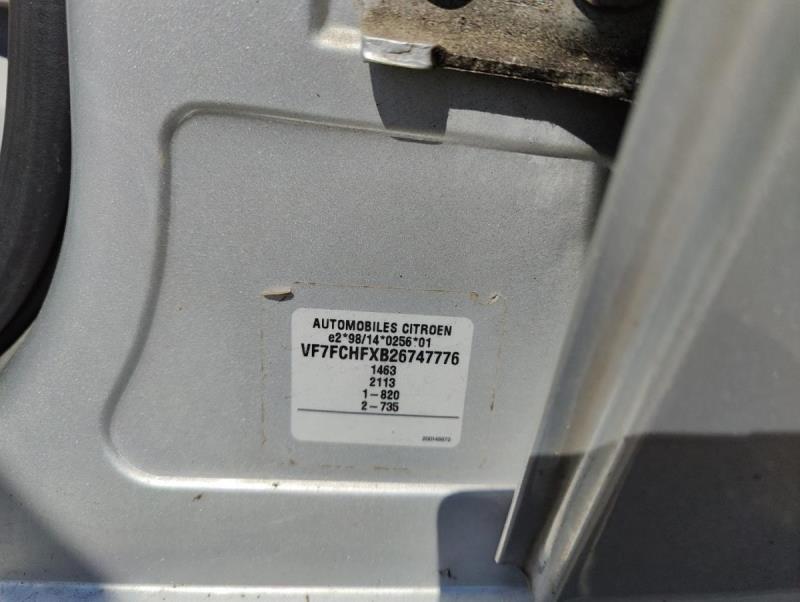 AUTOMOBILES CITROEN
e2*98/14*0256*01
VF7FCHFXB26747776
1463
2113
1-820
2-735